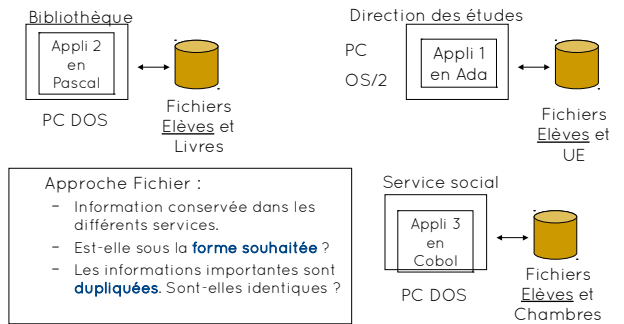 Bibliothèque
Appli 2
en
Pascal
PC DOS
Fichiers
Elèves et
Livres
Direction des études
PC
OS/2
Appli 1
en Ada
Fichiers
Elèves et
UE
Approche Fichier :
- Information conservée dans les
différents services.
- Est-elle sous la forme souhaitée ?
- Les informations importantes sont
dupliquées. Sont-elles identiques ?
Service social
Appli 3
en
Cobol
PC DOS
Fichiers
Elèves et
Chambres